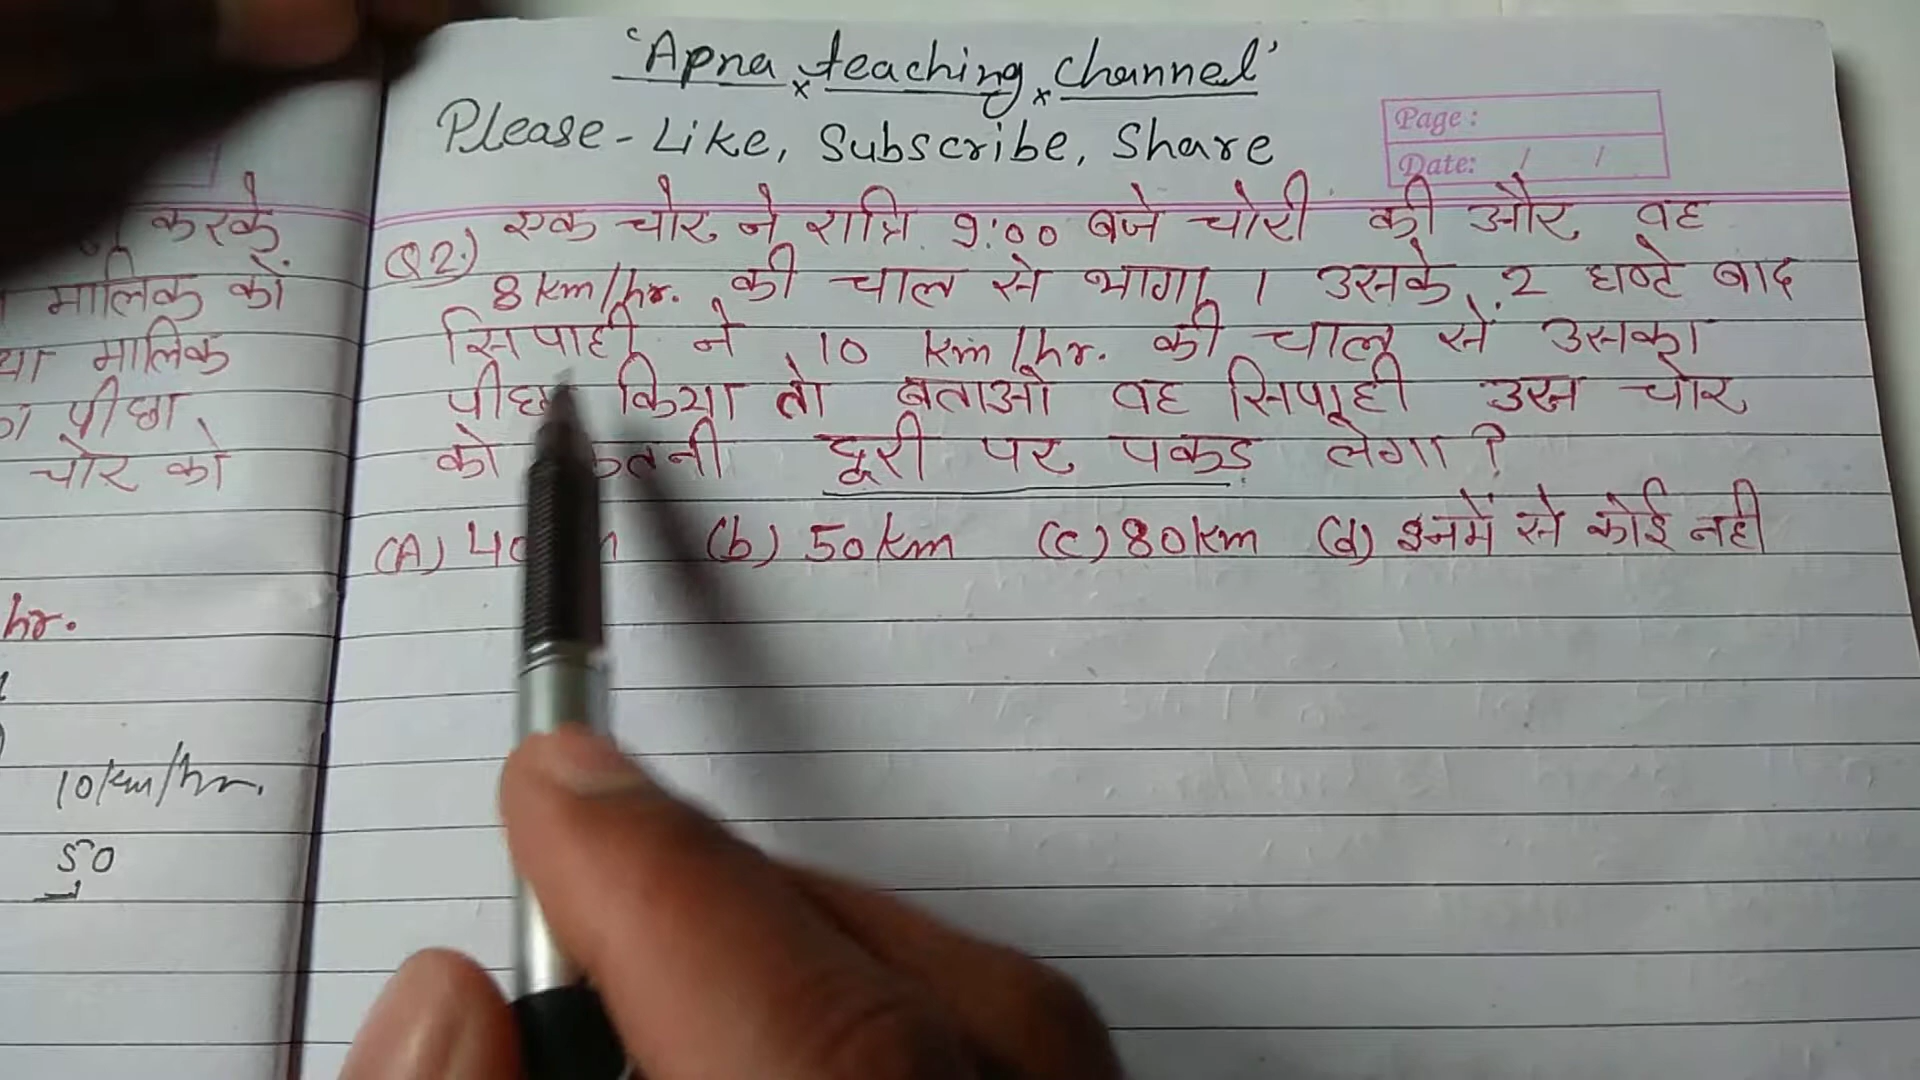 'Apna teaching channel'
Please - Like, Subscribe, Share
Page :
Date: / /
Q2.) एक चोर ने रात्रि 9:00 बजे चोरी की और वह
8 km/hr. की चाल से भागा। उसके 2 घण्टे बाद
सिपाही ने 10 km/hr. की चाल से उसका
पीछा किया तो बताओ वह सिपाही उस चोर
को दूरी पर पकड़ लेगा?
(A) (b) 50km (c) 80km (d) इनमें से कोई नही
करके
मालिक को
मालिक
पीछा
चोर को
hr.
10km/hr.
50